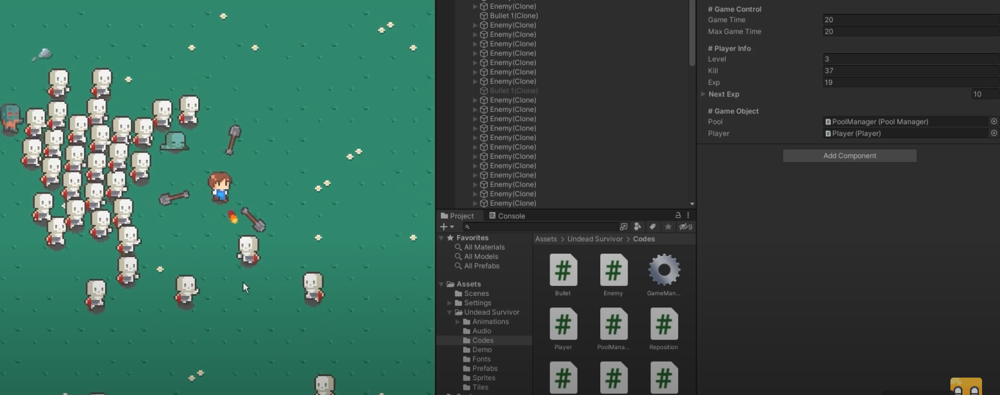 Enemy(Clone)
Bullet 1(Clone)
Enemy(Clone)
Enemy(Clone)
Enemy(Clone)
Enemy(Clone)
Enemy(Clone)
Enemy(Clone)
Enemy(Clone)
Bullet 1(Clone)
Enemy(Clone)
Enemy(Clone)
Enemy(Clone)
Enemy(Clone)
Enemy(Clone)
Enemy(Clone)
Enemy(Clone)
Enemy(Clone)
Enemy(Clone)
Enemy(Clone)
Enemy(Clone)
Enemy(Clone)
# Game Control
Game Time 20
Max Game Time 20
# Player Info
Level 3
Kill 37
Exp 19
Next Exp 10
# Game Object
Pool PoolManager (Pool Manager)
Player Player (Player)
Add Component
Project Console
9
Favorites
All Materials
All Models
All Prefabs
Assets
Scenes
Settings
Undead Survivor
Animations
Audio
Codes
Demo
Fonts
Prefabs
Sprites
Tiles
Assets > Undead Survivor > Codes
Bullet Enemy GameMan...
Player PoolMana... Reposition